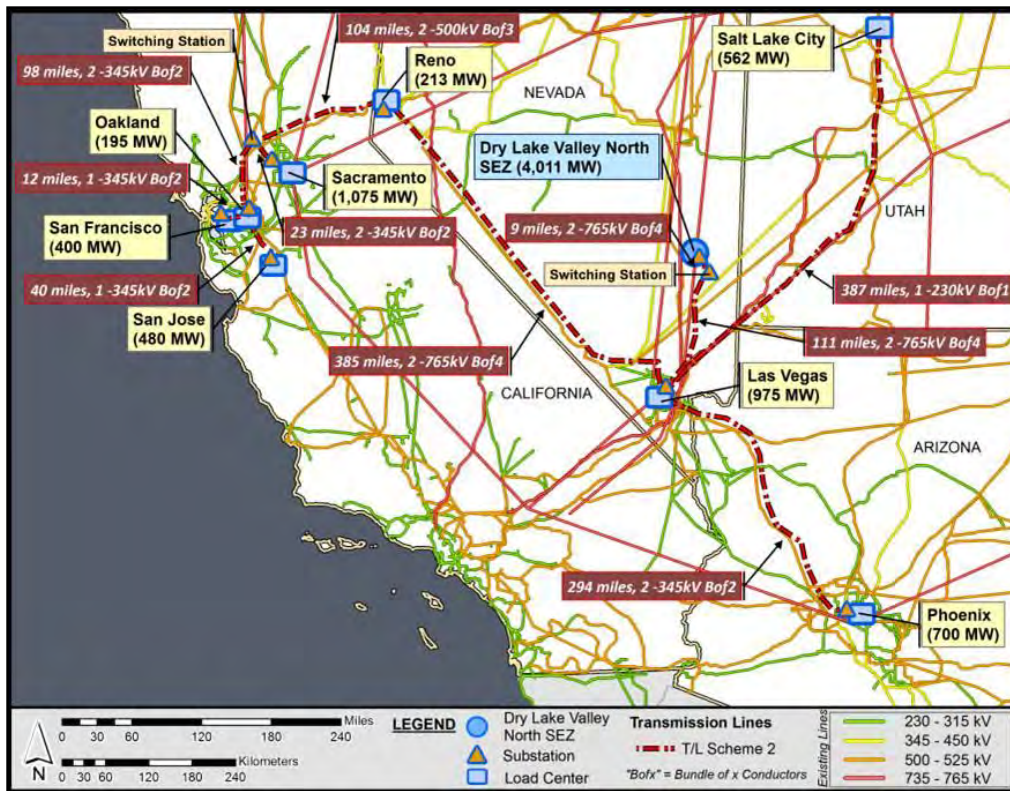 104 miles, 2 -500kV Bof3
Switching Station
98 miles, 2 -345kV Bof2
Reno
(213 MW)
Salt Lake City
(562 MW)
NEVADA
Oakland
(195 MW)
Dry Lake Valley North
SEZ (4,011 MW)
12 miles, 1 -345kV Bof2
Sacramento
(1,075 MW)
UTAH
San Francisco
(400 MW)
23 miles, 2 -345kV Bof2
9 miles, 2 -765kV Bof4
Switching Station
40 miles, 1 -345kV Bof2
387 miles, 1 -230kV Bof1
San Jose
(480 MW)
111 miles, 2 -765kV Bof4
385 miles, 2 -765kV Bof4
CALIFORNIA
Las Vegas
(975 MW)
ARIZONA
294 miles, 2 -345kV Bof2
Phoenix
(700 MW)
Miles
0 30 60 120 180 240
Kilometers
0 30 60 120 180 240
N
LEGEND
Dry Lake Valley
North SEZ
Substation
Load Center
Transmission Lines
T/L Scheme 2
"Bofx" = Bundle of x Conductors
Existing Lines
230 - 315 kV
345 - 450 kV
500 - 525 kV
735 - 765 kV